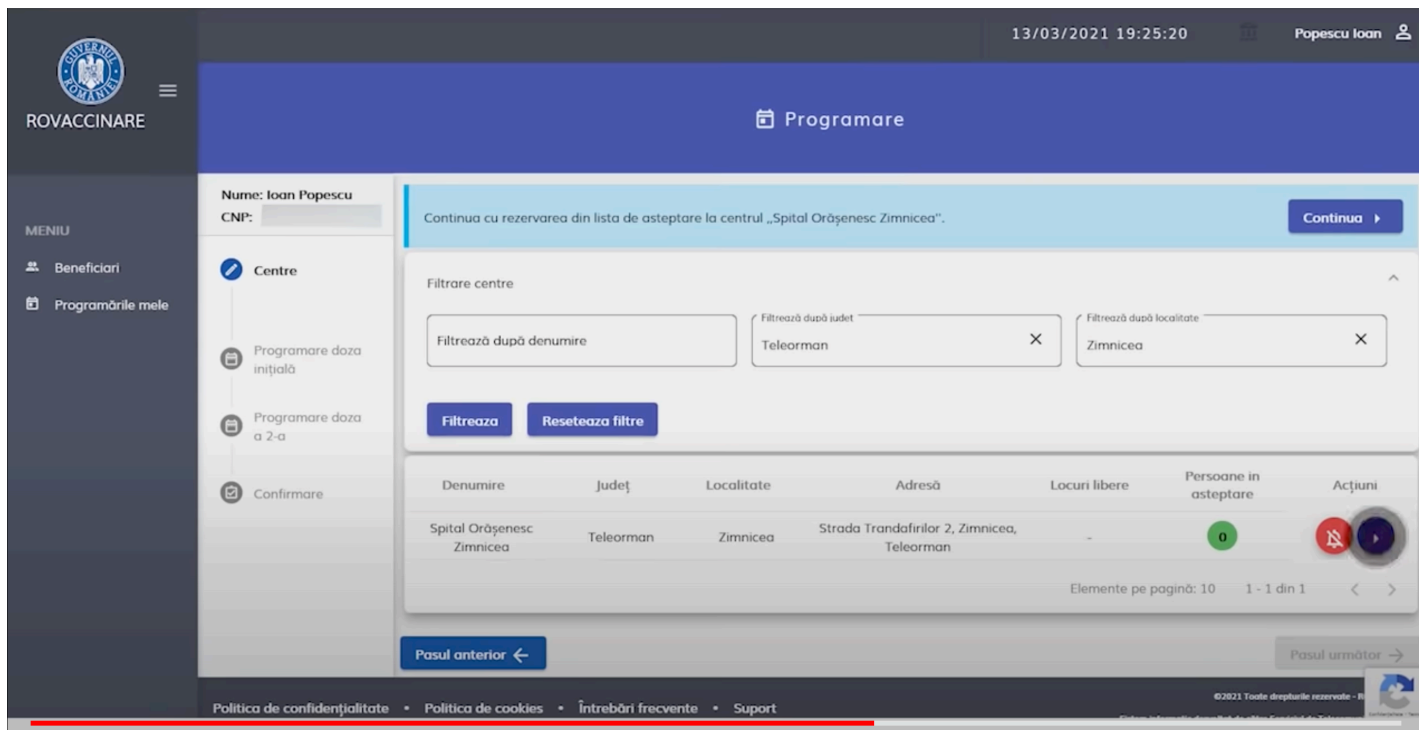 13/03/2021 19:25:20
Popescu Ioan
GUVERNUL ROMÂNIEI
ROVACCINARE
Programare
MENIU
Beneficiari
Programările mele
Nume: Ioan Popescu
CNP:
Centre
Programare doza
inițială
Programare doza
a 2-a
Confirmare
Continua cu rezervarea din lista de asteptare la centrul „Spital Orășenesc Zimnicea".
Continua
Filtrare centre
Filtrează după denumire
Filtrează după județ
Teleorman
Filtrează după localitate
Zimnicea
Filtreaza
Reseteaza filtre
Denumire Județ Localitate Adresă Locuri libere Persoane in
asteptare Acțiuni
Spital Orășenesc
Zimnicea Teleorman Zimnicea Strada Trandafirilor 2, Zimnicea,
Teleorman - 0
Elemente pe pagină: 10 1 - 1 din 1
Pasul anterior
Pasul următor
Politica de confidențialitate • Politica de cookies • Întrebări frecvente • Suport
©2021 Toate drepturile rezervate -